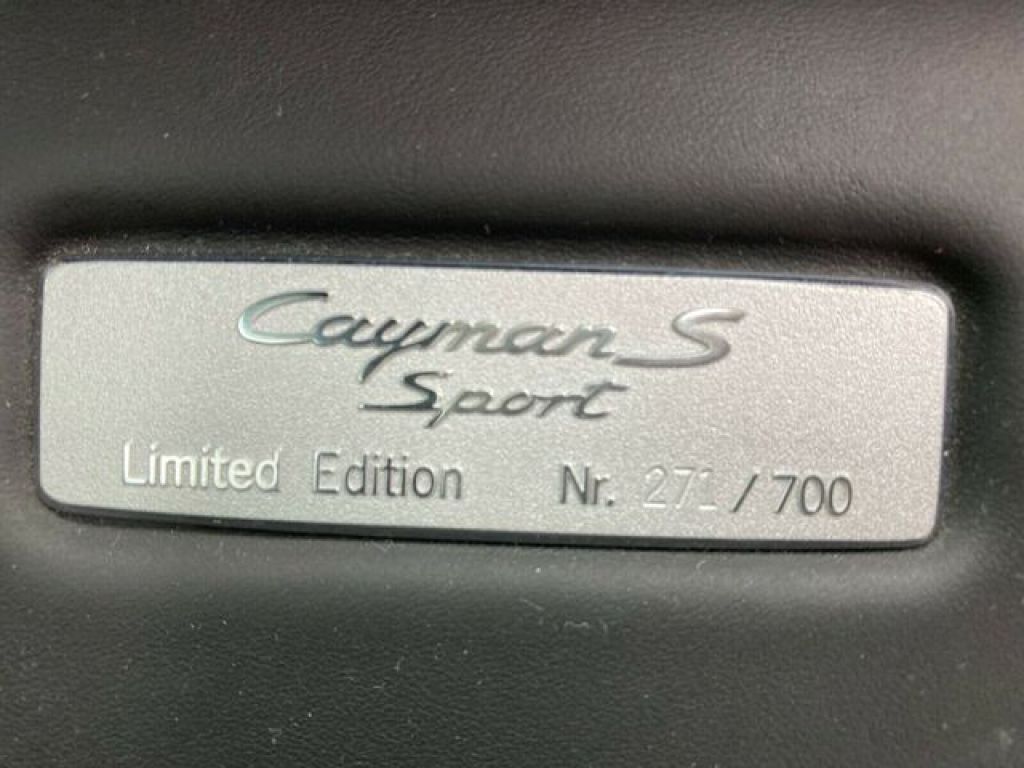 Cayman S
Sport
Limited Edition Nr. 271 / 700